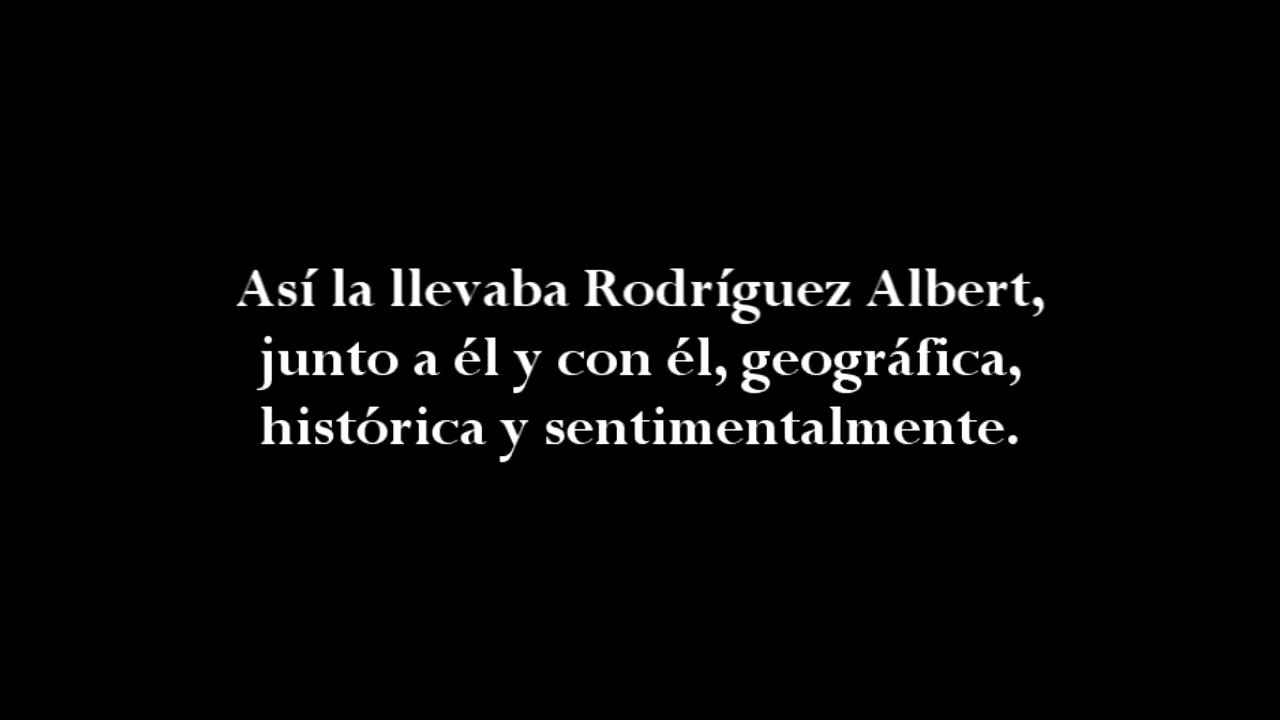 Así la llevaba Rodríguez Albert,
junto a él y con él, geográfica,
histórica y sentimentalmente.